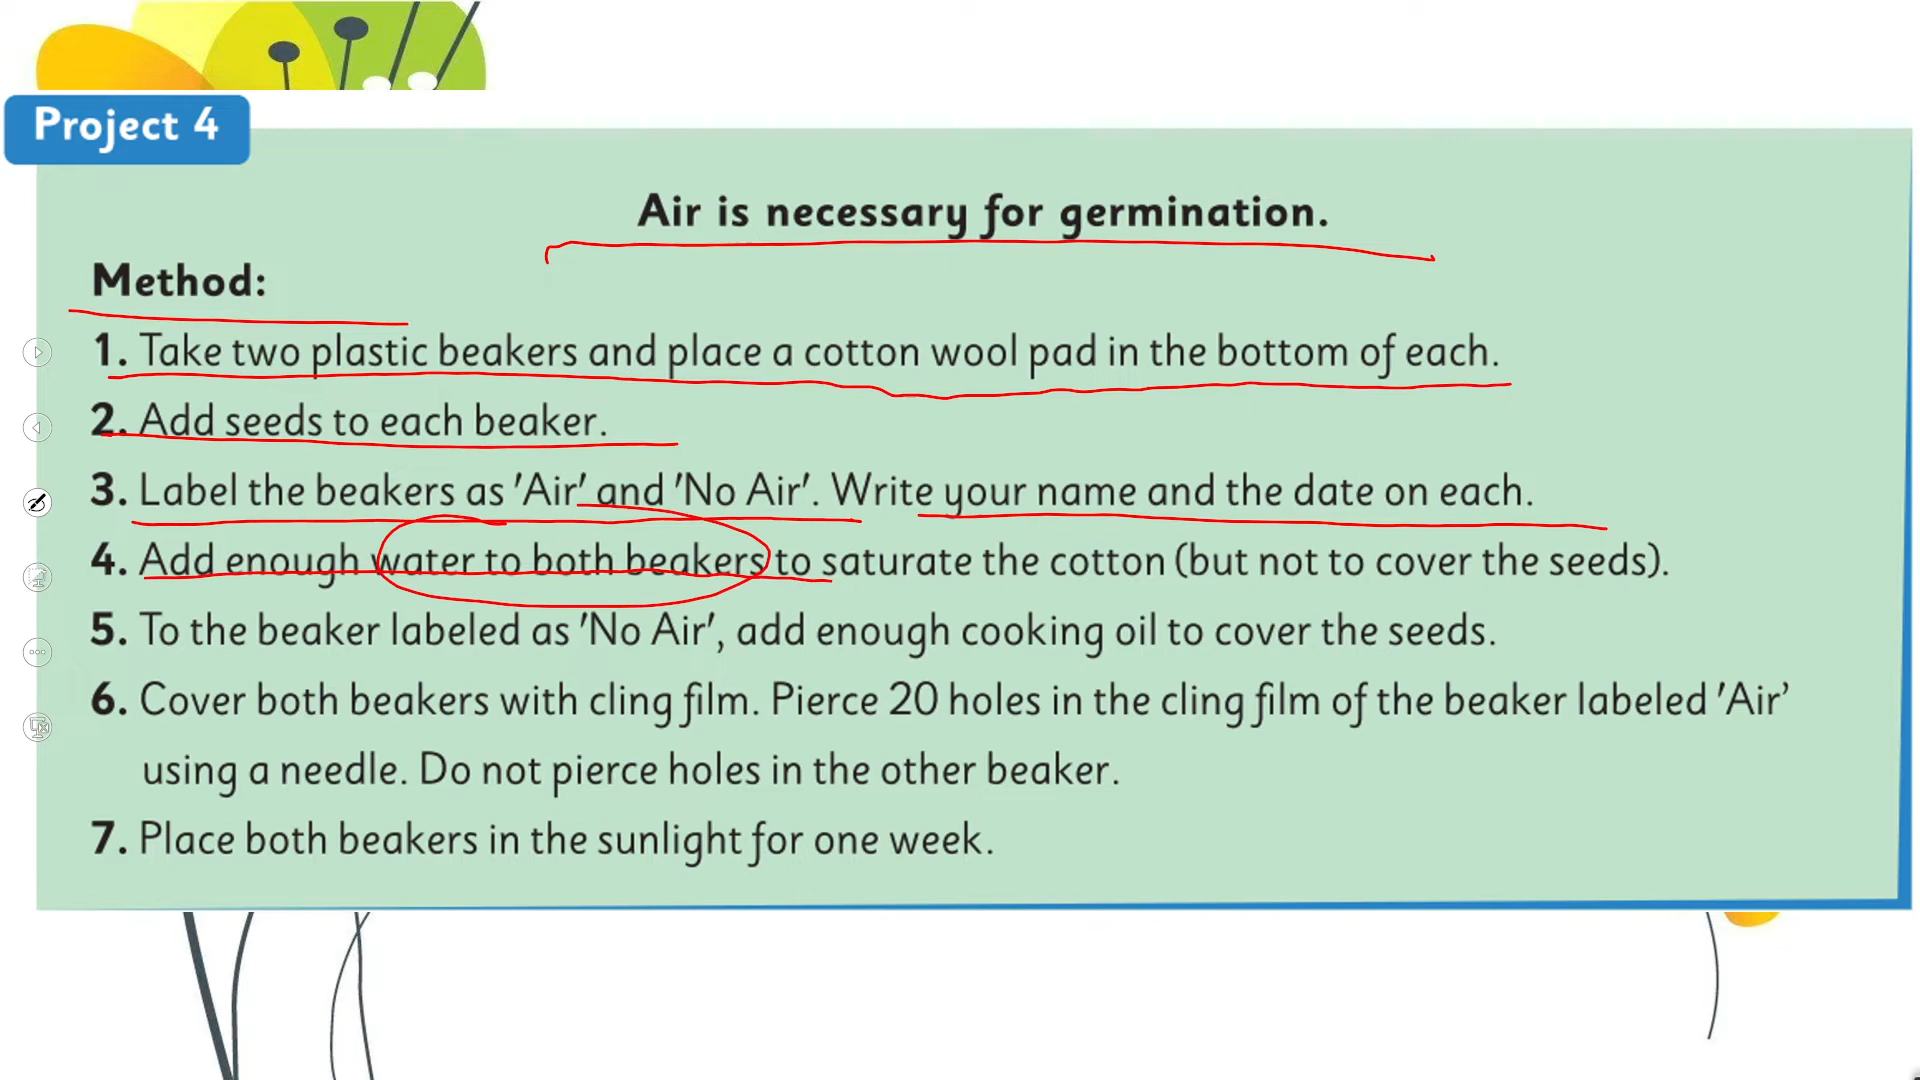 Project 4
Air is necessary for germination.
Method:
1. Take two plastic beakers and place a cotton wool pad in the bottom of each.
2. Add seeds to each beaker.
3. Label the beakers as 'Air' and 'No Air'. Write your name and the date on each.
4. Add enough water to both beakers to saturate the cotton (but not to cover the seeds).
5. To the beaker labeled as 'No Air', add enough cooking oil to cover the seeds.
6. Cover both beakers with cling film. Pierce 20 holes in the cling film of the beaker labeled 'Air’
using a needle. Do not pierce holes in the other beaker.
7. Place both beakers in the sunlight for one week.